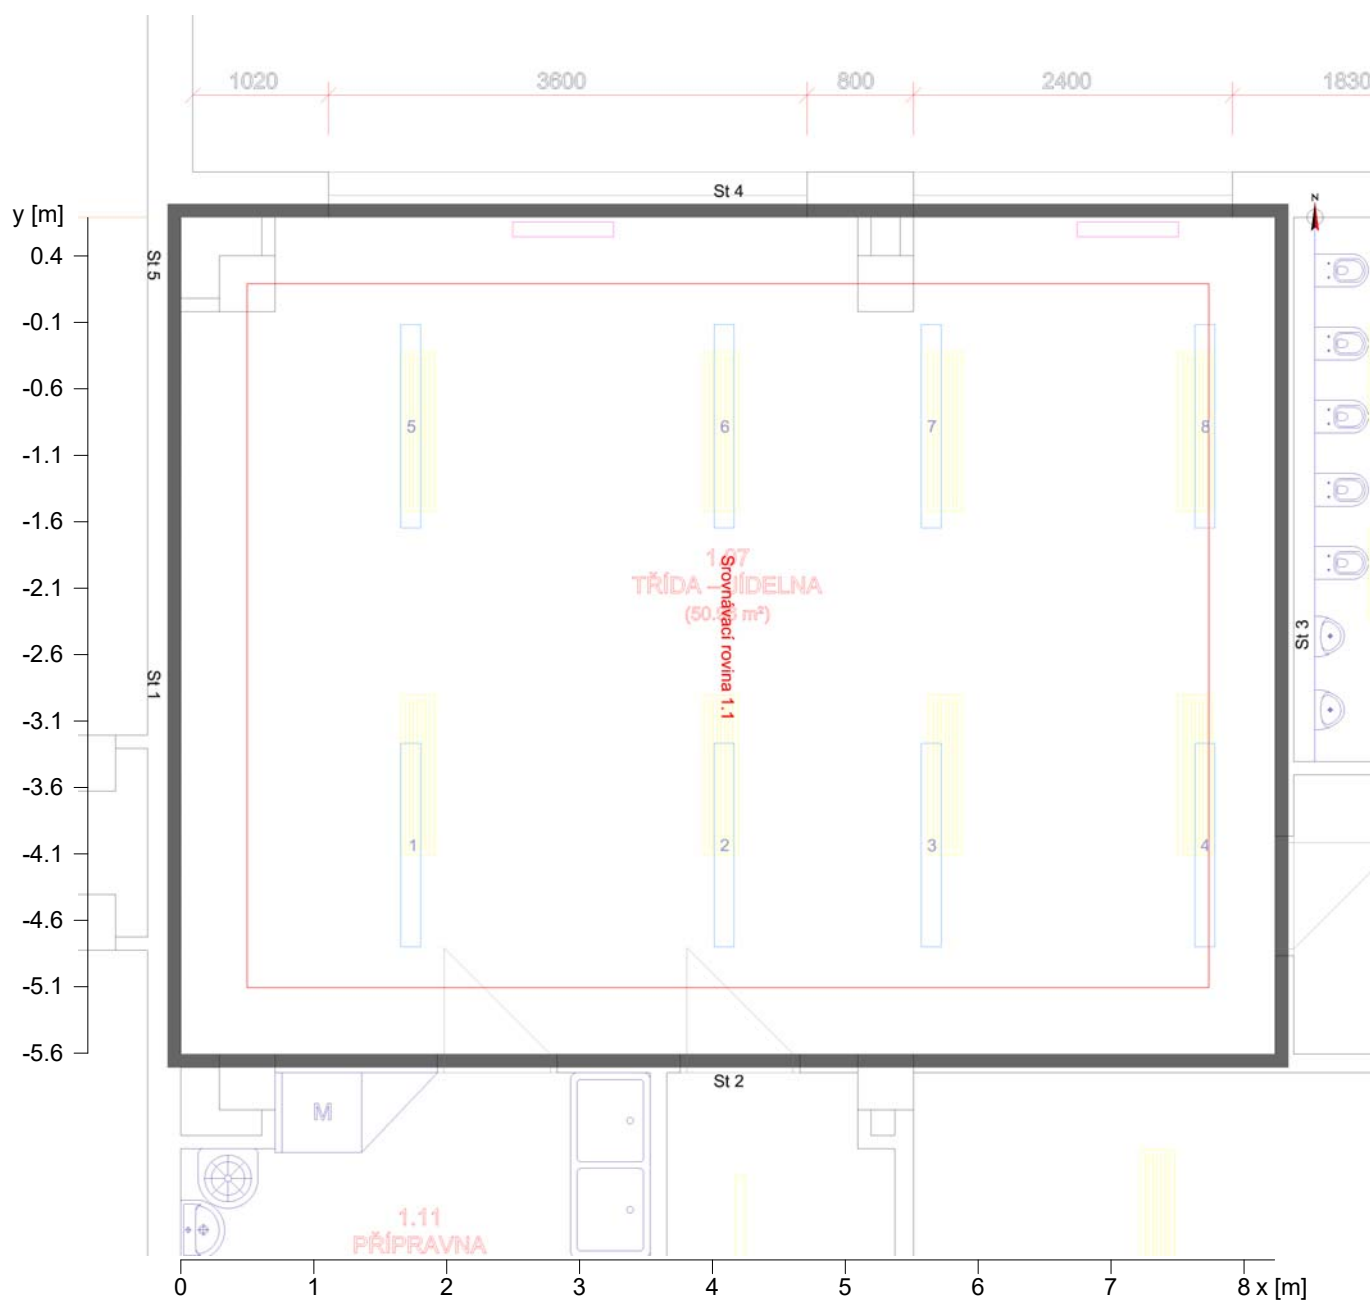 1020 3600 800 2400 1830
St 4
N
y [m]
0.4
St 5
-0.1
-0.6
5 6 7 8
-1.1
-1.6
1.07
TŘÍDA – JÍDELNA
Srovnávací rovina 1.1
-2.1
-2.6
St 3
St 1
-3.1
-3.6
1 2 3 4
-4.1
-4.6
-5.1
-5.6
St 2
M
1.11
PŘÍPRAVNA
0 1 2 3 4 5 6 7 8 x [m]